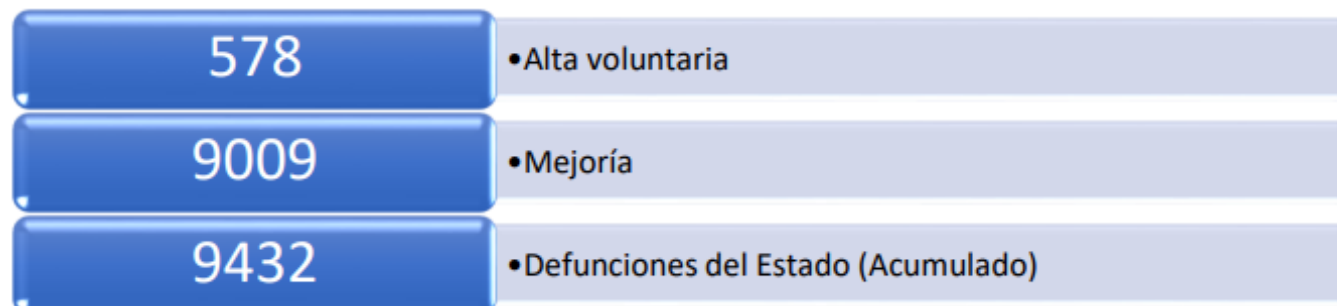 578 •Alta voluntaria
9009 •Mejoría
9432 •Defunciones del Estado (Acumulado)